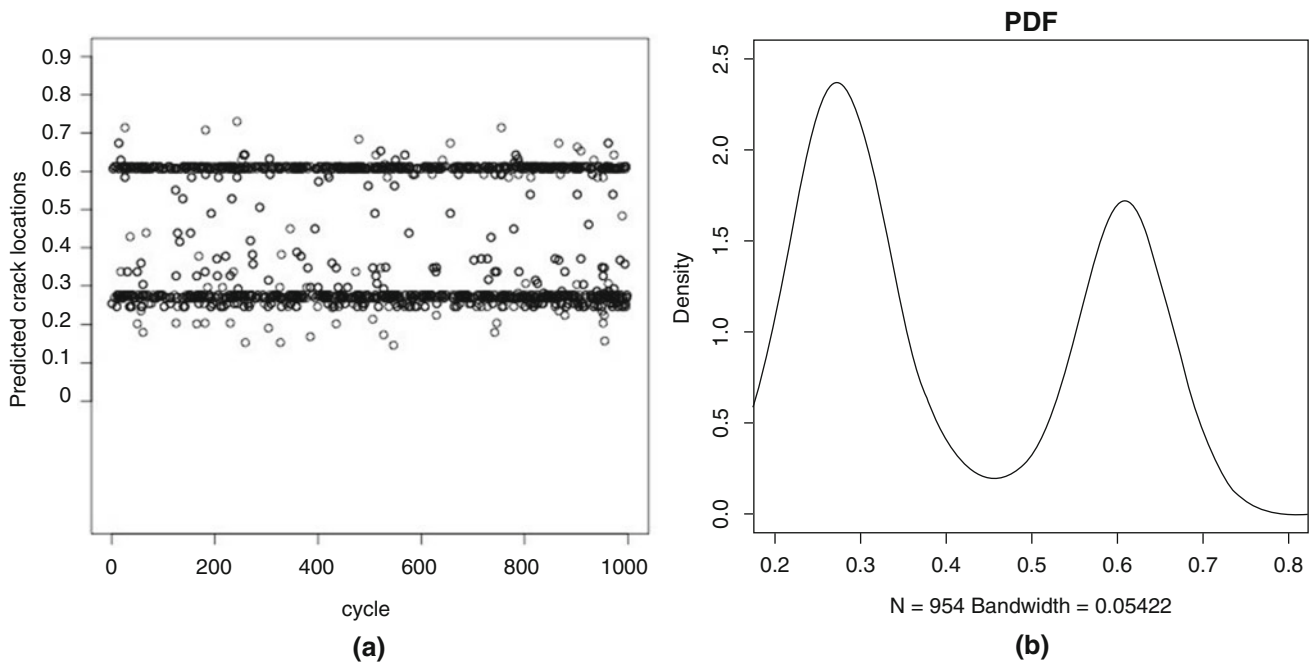 0.9
0.8
0.7
0.6
0.5
0.4
0.3
0.2
0.1
0
Predicted crack locations
0 200 400 600 800 1000
cycle
(a)
PDF
2.5
2.0
1.5
1.0
0.5
0.0
Density
0.2 0.3 0.4 0.5 0.6 0.7 0.8
N = 954 Bandwidth = 0.05422
(b)